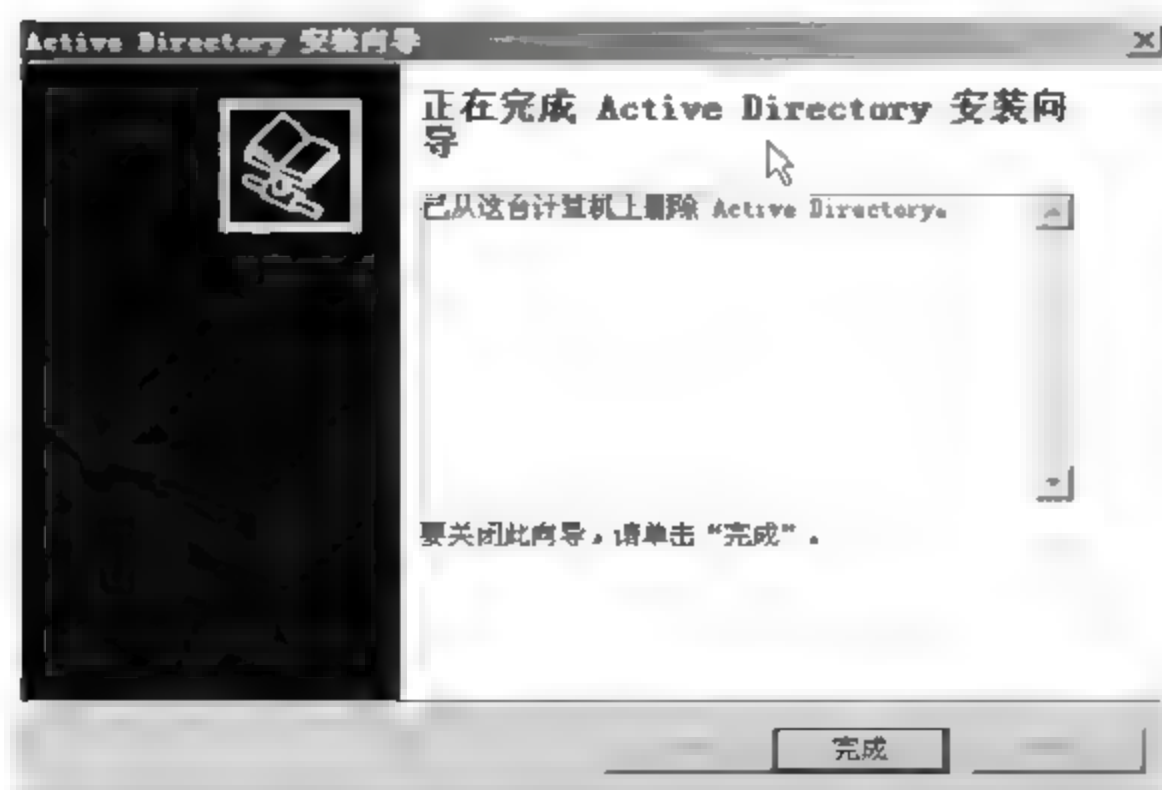 Active Directory 安装向导
正在完成 Active Directory 安装向
导
已从这台计算机上删除 Active Directory。
要关闭此向导，请单击“完成”。
完成